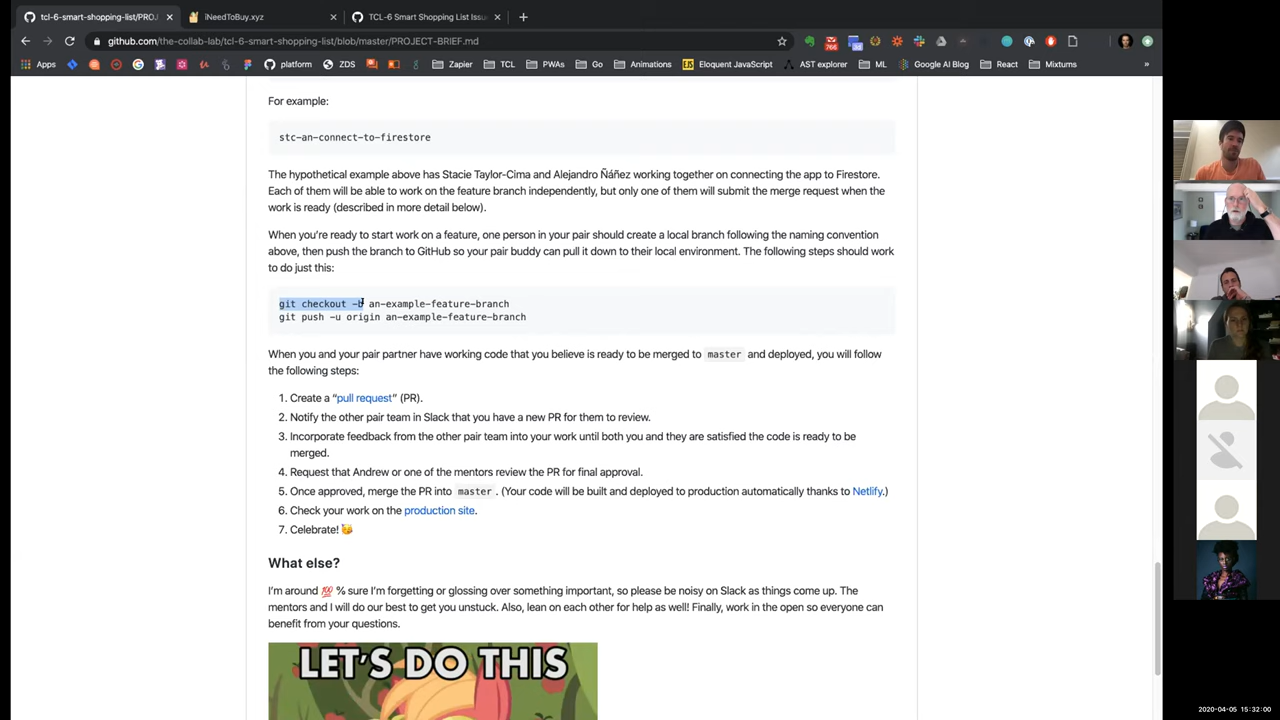 tcl-6-smart-shopping-list/PROJ
iNeedToBuy.xyz
TCL-6 Smart Shopping List Issu
github.com/the-collab-lab/tcl-6-smart-shopping-list/blob/master/PROJECT-BRIEF.md
Apps
platform
ZDS
Zapier
TCL
PWAs
Go
Animations
Eloquent JavaScript
AST explorer
ML
Google AI Blog
React
Mixtums
»
For example:
stc-an-connect-to-firestore
The hypothetical example above has Stacie Taylor-Cima and Alejandro Ñáñez working together on connecting the app to Firestore.
Each of them will be able to work on the feature branch independently, but only one of them will submit the merge request when the
work is ready (described in more detail below).
When you're ready to start work on a feature, one person in your pair should create a local branch following the naming convention
above, then push the branch to GitHub so your pair buddy can pull it down to their local environment. The following steps should work
to do just this:
git checkout -b an-example-feature-branch
git push -u origin an-example-feature-branch
When you and your pair partner have working code that you believe is ready to be merged to master and deployed, you will follow
the following steps:
1. Create a “pull request” (PR).
2. Notify the other pair team in Slack that you have a new PR for them to review.
3. Incorporate feedback from the other pair team into your work until both you and they are satisfied the code is ready to be
merged.
4. Request that Andrew or one of the mentors review the PR for final approval.
5. Once approved, merge the PR into master . (Your code will be built and deployed to production automatically thanks to Netlify.)
6. Check your work on the production site.
7. Celebrate! 🥳
What else?
I'm around 💯 % sure I'm forgetting or glossing over something important, so please be noisy on Slack as things come up. The
mentors and I will do our best to get you unstuck. Also, lean on each other for help as well! Finally, work in the open so everyone can
benefit from your questions.
LET'S DO THIS
2020-04-05 15:32:00